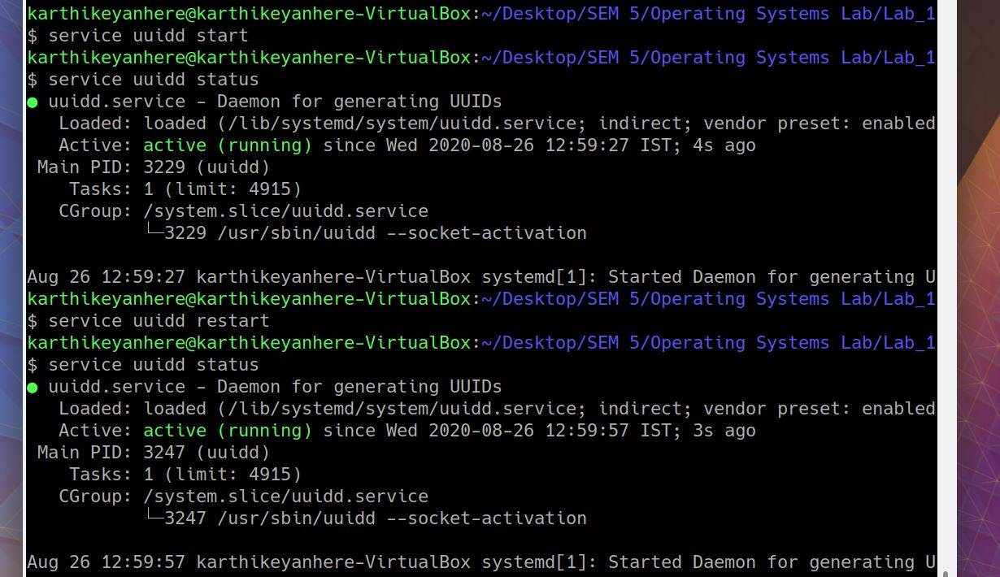 karthikeyanhere@karthikeyanhere-VirtualBox:~/Desktop/SEM 5/Operating Systems Lab/Lab_1
$ service uuidd start
karthikeyanhere@karthikeyanhere-VirtualBox:~/Desktop/SEM 5/Operating Systems Lab/Lab_1
$ service uuidd status
● uuidd.service - Daemon for generating UUIDs
   Loaded: loaded (/lib/systemd/system/uuidd.service; indirect; vendor preset: enabled
   Active: active (running) since Wed 2020-08-26 12:59:27 IST; 4s ago
 Main PID: 3229 (uuidd)
    Tasks: 1 (limit: 4915)
   CGroup: /system.slice/uuidd.service
           └─3229 /usr/sbin/uuidd --socket-activation
Aug 26 12:59:27 karthikeyanhere-VirtualBox systemd[1]: Started Daemon for generating U
karthikeyanhere@karthikeyanhere-VirtualBox:~/Desktop/SEM 5/Operating Systems Lab/Lab_1
$ service uuidd restart
karthikeyanhere@karthikeyanhere-VirtualBox:~/Desktop/SEM 5/Operating Systems Lab/Lab_1
$ service uuidd status
● uuidd.service - Daemon for generating UUIDs
   Loaded: loaded (/lib/systemd/system/uuidd.service; indirect; vendor preset: enabled
   Active: active (running) since Wed 2020-08-26 12:59:57 IST; 3s ago
 Main PID: 3247 (uuidd)
    Tasks: 1 (limit: 4915)
   CGroup: /system.slice/uuidd.service
           └─3247 /usr/sbin/uuidd --socket-activation
Aug 26 12:59:57 karthikeyanhere-VirtualBox systemd[1]: Started Daemon for generating U